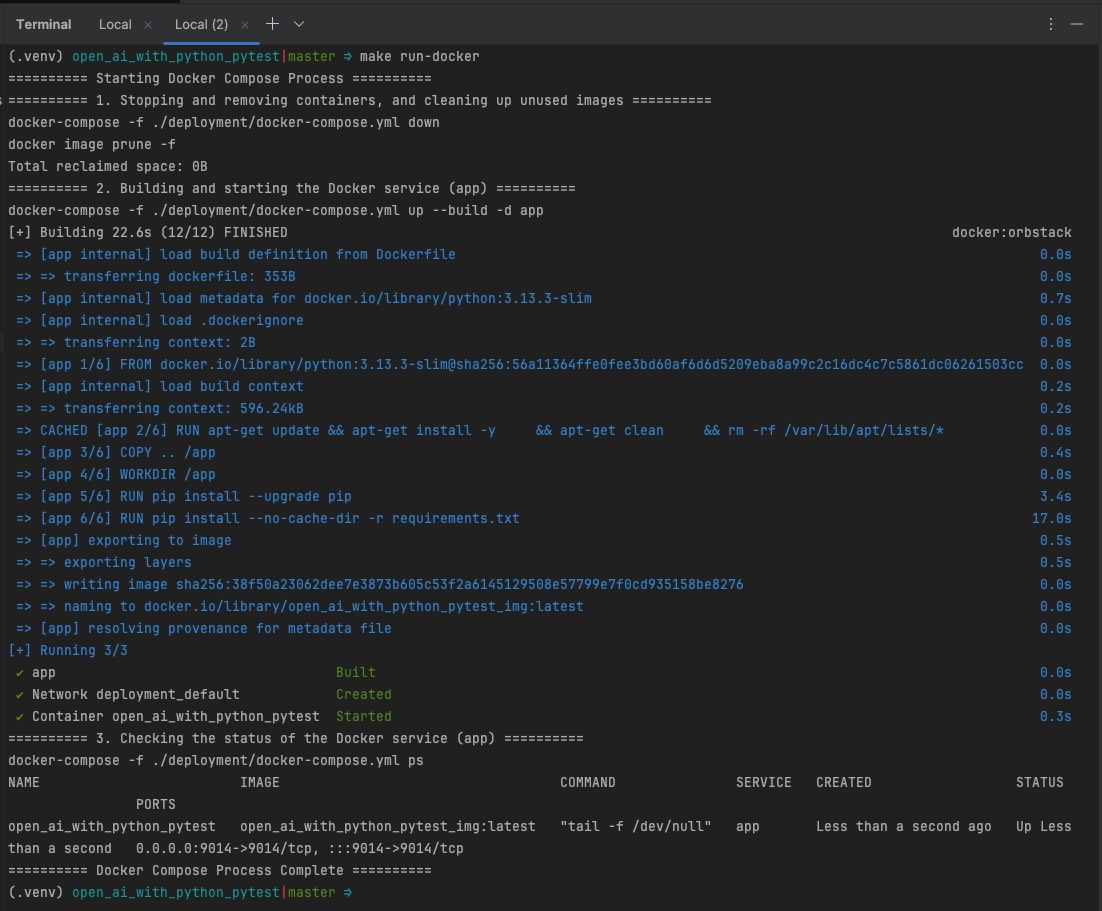 Terminal Local × Local (2) ×
(.venv) open_ai_with_python_pytest|master ⇒ make run-docker
========== Starting Docker Compose Process ==========
========== 1. Stopping and removing containers, and cleaning up unused images ==========
docker-compose -f ./deployment/docker-compose.yml down
docker image prune -f
Total reclaimed space: 0B
========== 2. Building and starting the Docker service (app) ==========
docker-compose -f ./deployment/docker-compose.yml up --build -d app
[+] Building 22.6s (12/12) FINISHED docker:orbstack
=> [app internal] load build definition from Dockerfile 0.0s
=> => transferring dockerfile: 353B 0.0s
=> [app internal] load metadata for docker.io/library/python:3.13.3-slim 0.7s
=> [app internal] load .dockerignore 0.0s
=> => transferring context: 2B 0.0s
=> [app 1/6] FROM docker.io/library/python:3.13.3-slim@sha256:56a11364ffe0fee3bd60af6d6d5209eba8a99c2c16dc4c7c5861dc06261503cc 0.0s
=> [app internal] load build context 0.2s
=> => transferring context: 596.24kB 0.2s
=> CACHED [app 2/6] RUN apt-get update && apt-get install -y && apt-get clean && rm -rf /var/lib/apt/lists/* 0.0s
=> [app 3/6] COPY .. /app 0.4s
=> [app 4/6] WORKDIR /app 0.0s
=> [app 5/6] RUN pip install --upgrade pip 3.4s
=> [app 6/6] RUN pip install --no-cache-dir -r requirements.txt 17.0s
=> [app] exporting to image 0.5s
=> => exporting layers 0.5s
=> => writing image sha256:38f50a23062dee7e3873b605c53f2a6145129508e57799e7f0cd935158be8276 0.0s
=> => naming to docker.io/library/open_ai_with_python_pytest_img:latest 0.0s
=> [app] resolving provenance for metadata file 0.0s
[+] Running 3/3
✔ app Built 0.0s
✔ Network deployment_default Created 0.0s
✔ Container open_ai_with_python_pytest Started 0.3s
========== 3. Checking the status of the Docker service (app) ==========
docker-compose -f ./deployment/docker-compose.yml ps
NAME IMAGE COMMAND SERVICE CREATED STATUS
PORTS
open_ai_with_python_pytest open_ai_with_python_pytest_img:latest "tail -f /dev/null" app Less than a second ago Up Less
than a second 0.0.0.0:9014->9014/tcp, :::9014->9014/tcp
========== Docker Compose Process Complete ==========
(.venv) open_ai_with_python_pytest|master ⇒